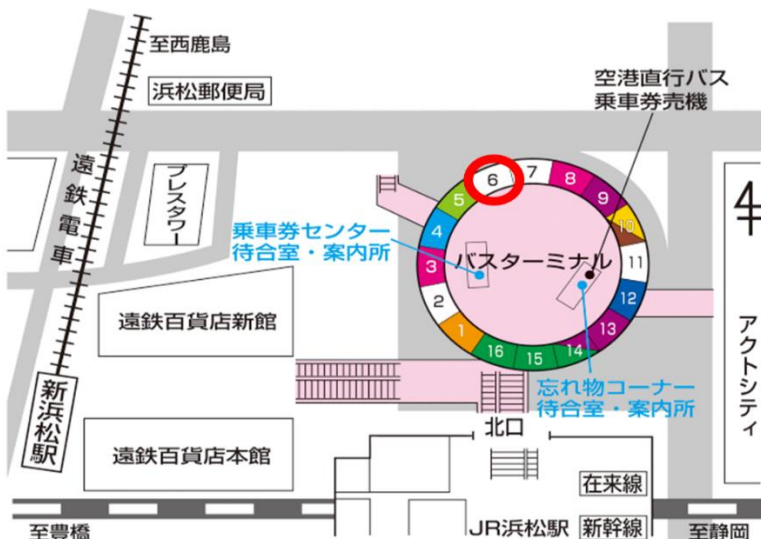 至西鹿島
浜松郵便局
空港直行バス
乗車券売機
遠鉄電車
プレスタワー
6
7
8
5
9
4
10
乗車券センター
待合室・案内所
バスターミナル
3
11
2
12
遠鉄百貨店新館
1
13
16
15
14
アクトシティ
新浜松駅
忘れ物コーナー
待合室・案内所
北口
遠鉄百貨店本館
在来線
至豊橋
JR浜松駅
新幹線
至静岡